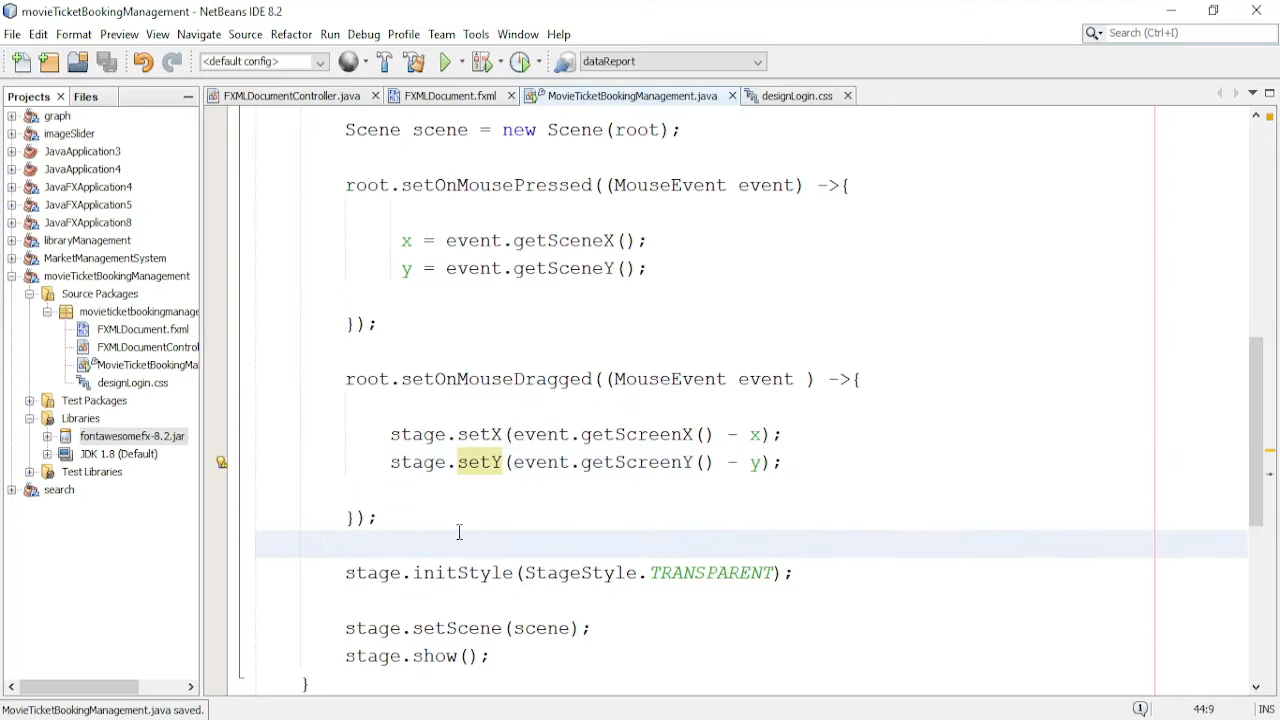 movieTicketBookingManagement - NetBeans IDE 8.2
File Edit Format Preview View Navigate Source Refactor Run Debug Profile Team Tools Window Help
Search (Ctrl+I)
<default config>
dataReport
Projects Files
FXMLDocumentController.java FXMLDocument.fxml MovieTicketBookingManagement.java designLogin.css
graph
imageSlider
JavaApplication3
JavaApplication4
JavaFXApplication4
JavaFXApplication5
JavaFXApplication8
libraryManagement
MarketManagementSystem
movieTicketBookingManagement
Source Packages
movieticketbookingmanage
FXMLDocument.fxml
FXMLDocumentContro
MovieTicketBookingMa
designLogin.css
Test Packages
Libraries
fontawesomefx-8.2.jar
JDK 1.8 (Default)
Test Libraries
search
Scene scene = new Scene(root);
root.setOnMousePressed((MouseEvent event) ->{
x = event.getSceneX();
y = event.getSceneY();
});
root.setOnMouseDragged((MouseEvent event ) ->{
stage.setX(event.getScreenX() - x);
stage.setY(event.getScreenY() - y);
});
stage.initStyle(StageStyle.TRANSPARENT);
stage.setScene(scene);
stage.show();
}
MovieTicketBookingManagement.java saved.
1
44:9
INS